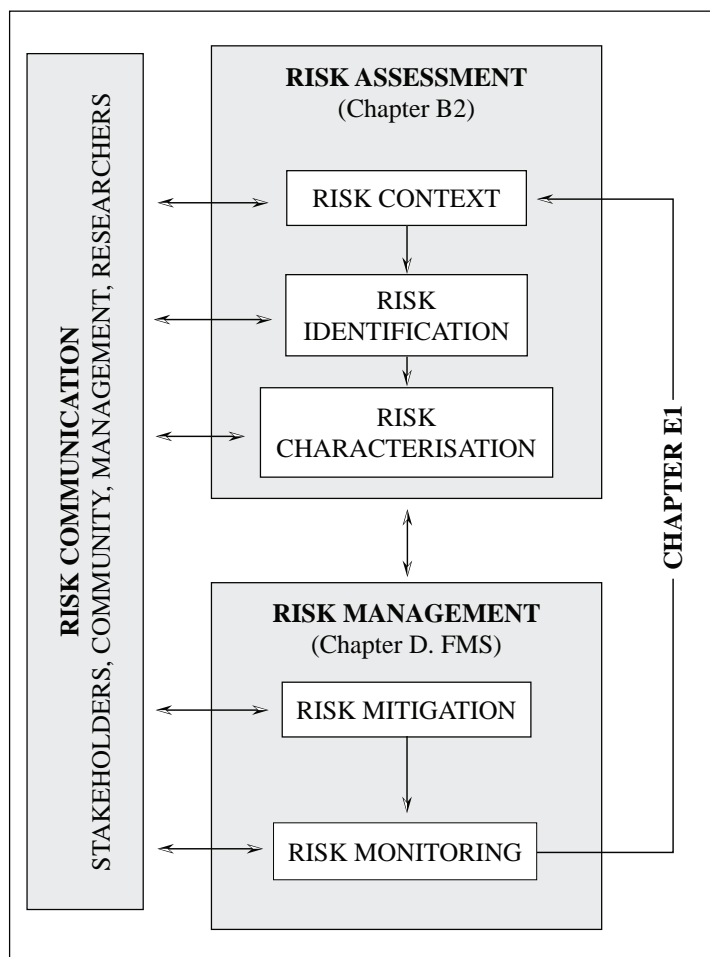 RISK COMMUNICATION
STAKEHOLDERS, COMMUNITY, MANAGEMENT, RESEARCHERS
RISK ASSESSMENT
(Chapter B2)
RISK CONTEXT
RISK
IDENTIFICATION
RISK
CHARACTERISATION
RISK MANAGEMENT
(Chapter D. FMS)
RISK MITIGATION
RISK MONITORING
CHAPTER E1